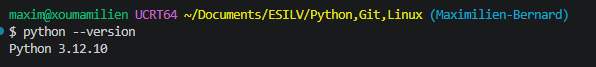 maxim@xoumamilien UCRT64 ~/Documents/ESILV/Python,Git,Linux (Maximilien-Bernard)
$ python --version
Python 3.12.10